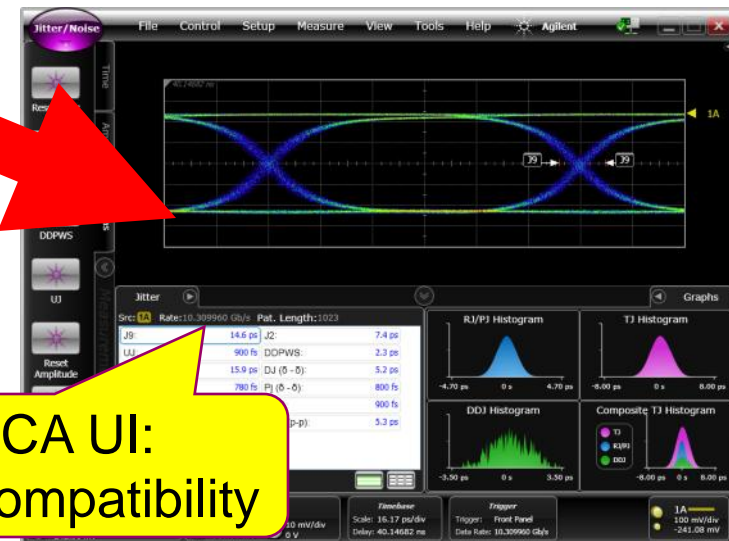 Jitter/Noise File Control Setup Measure View Tools Help Agilent
Time
40.14682 ns
1A
J9 J9
DDPWS
UJ
Reset
Amplitude
Measurements
Jitter Graphs
Src: 1A Rate:10.309960 Gb/s Pat. Length:1023
J9: 14.6 ps J2: 7.4 ps
UJ: 900 fs DDPWS: 2.3 ps
15.9 ps DJ (δ-δ): 5.2 ps
780 fs PJ (δ-δ): 800 fs
900 fs
p-p): 5.3 ps
RJ/PJ Histogram
-4.70 ps 0 s 4.70 ps
TJ Histogram
-8.00 ps 0 s 8.00 ps
DDJ Histogram
-3.50 ps 0 s 3.50 ps
Composite TJ Histogram
TJ
RJ/PJ
DDJ
-8.00 ps 0 s 8.00 ps
CA UI:
ompatibility
10 mV/div
0 V
Timebase
Scale: 16.17 ps/div
Delay: 40.14682 ns
Trigger
Trigger: Front Panel
Data Rate: 10.309960 Gb/s
1A
100 mV/div
-241.08 mV